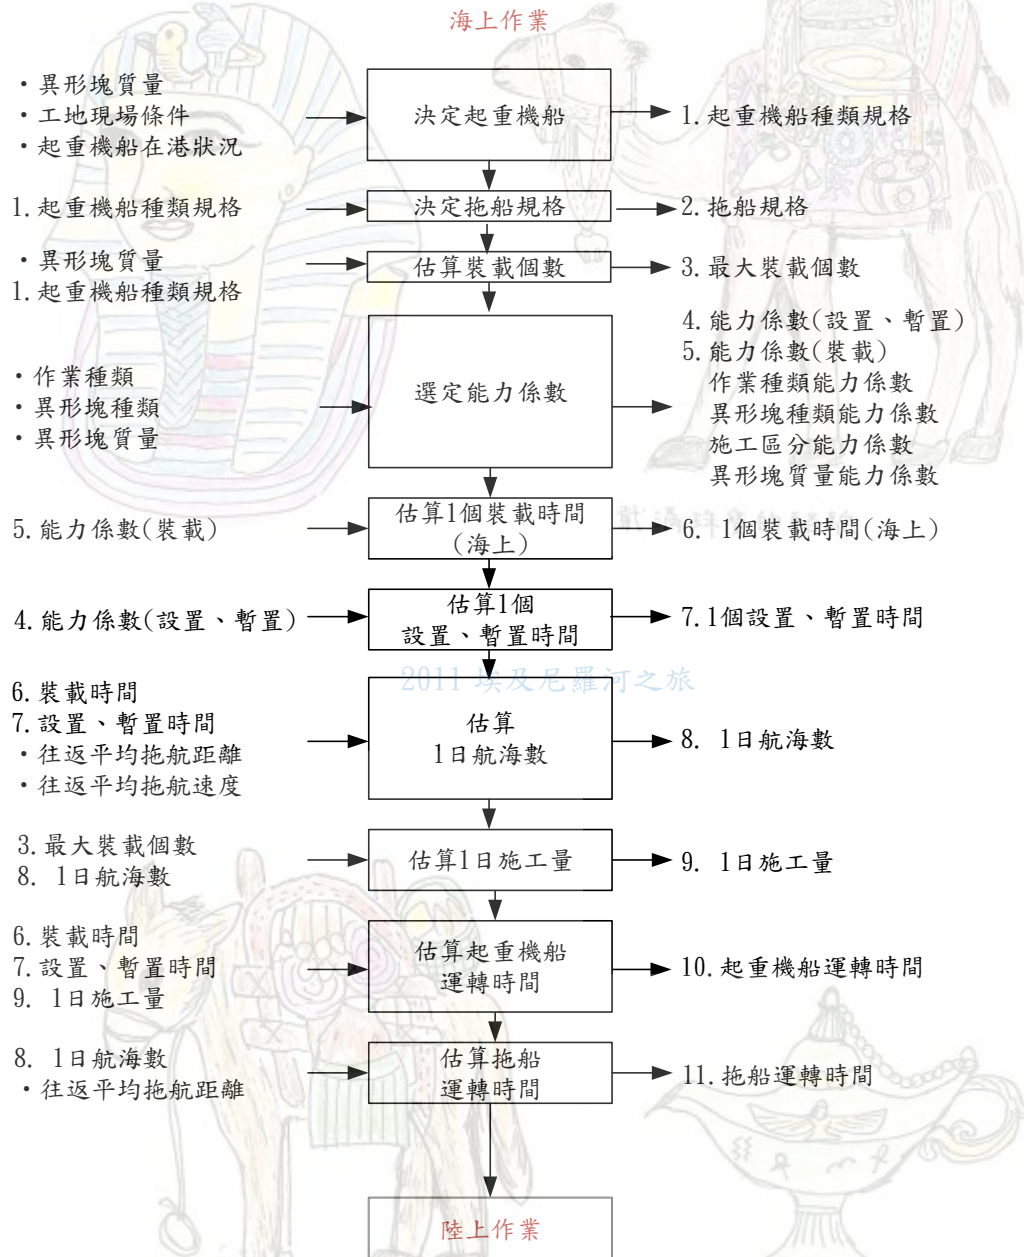 海上作業
・異形塊質量
・工地現場條件
・起重機船在港狀況
決定起重機船
1.起重機船種類規格
1.起重機船種類規格
決定拖船規格
2.拖船規格
・異形塊質量
1.起重機船種類規格
估算裝載個數
3.最大裝載個數
・作業種類
・異形塊種類
・異形塊質量
選定能力係數
4.能力係數(設置、暫置)
5.能力係數(裝載)
作業種類能力係數
異形塊種類能力係數
施工區分能力係數
異形塊質量能力係數
5.能力係數(裝載)
估算1個裝載時間
(海上)
6. 1個裝載時間(海上)
4.能力係數(設置、暫置)
估算1個
設置、暫置時間
7.1個設置、暫置時間
2011 埃及尼羅河之旅
6.裝載時間
7.設置、暫置時間
・往返平均拖航距離
・往返平均拖航速度
估算
1日航海數
8. 1日航海數
3.最大裝載個數
8. 1日航海數
估算1日施工量
9. 1日施工量
6.裝載時間
7.設置、暫置時間
9. 1日施工量
估算起重機船
運轉時間
10.起重機船運轉時間
8. 1日航海數
・往返平均拖航距離
估算拖船
運轉時間
11.拖船運轉時間
陸上作業